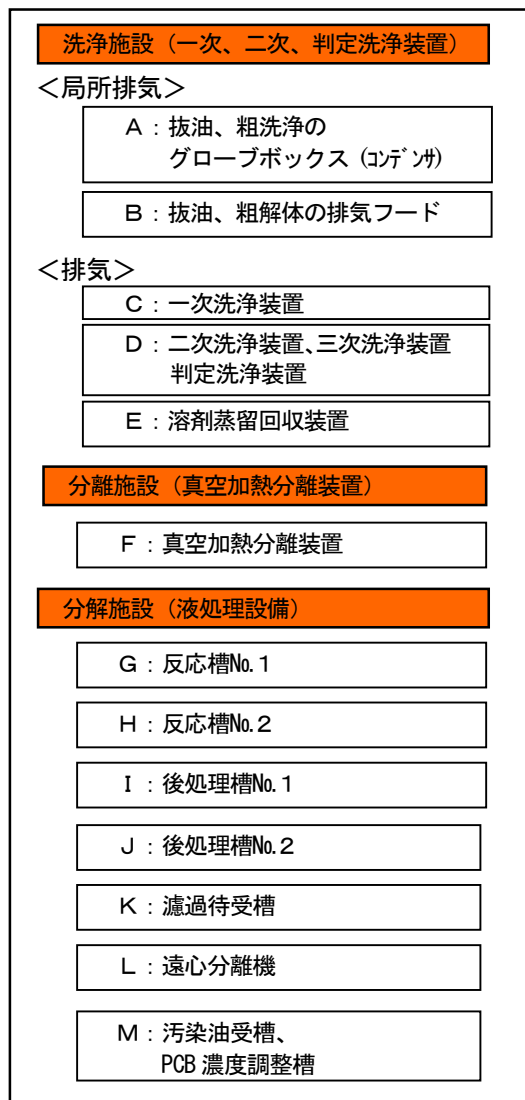 洗浄施設（一次、二次、判定洗浄装置）
＜局所排気＞
Ａ：抜油、粗洗浄の
グローブボックス（ｺﾝﾃﾞﾝｻ）
Ｂ：抜油、粗解体の排気フード
＜排気＞
Ｃ：一次洗浄装置
Ｄ：二次洗浄装置、三次洗浄装置
判定洗浄装置
Ｅ：溶剤蒸留回収装置
分離施設（真空加熱分離装置）
Ｆ：真空加熱分離装置
分解施設（液処理設備）
Ｇ：反応槽№１
Ｈ：反応槽№２
Ｉ：後処理槽№１
Ｊ：後処理槽№２
Ｋ：濾過待受槽
Ｌ：遠心分離機
Ｍ：汚染油受槽、
PCB 濃度調整槽